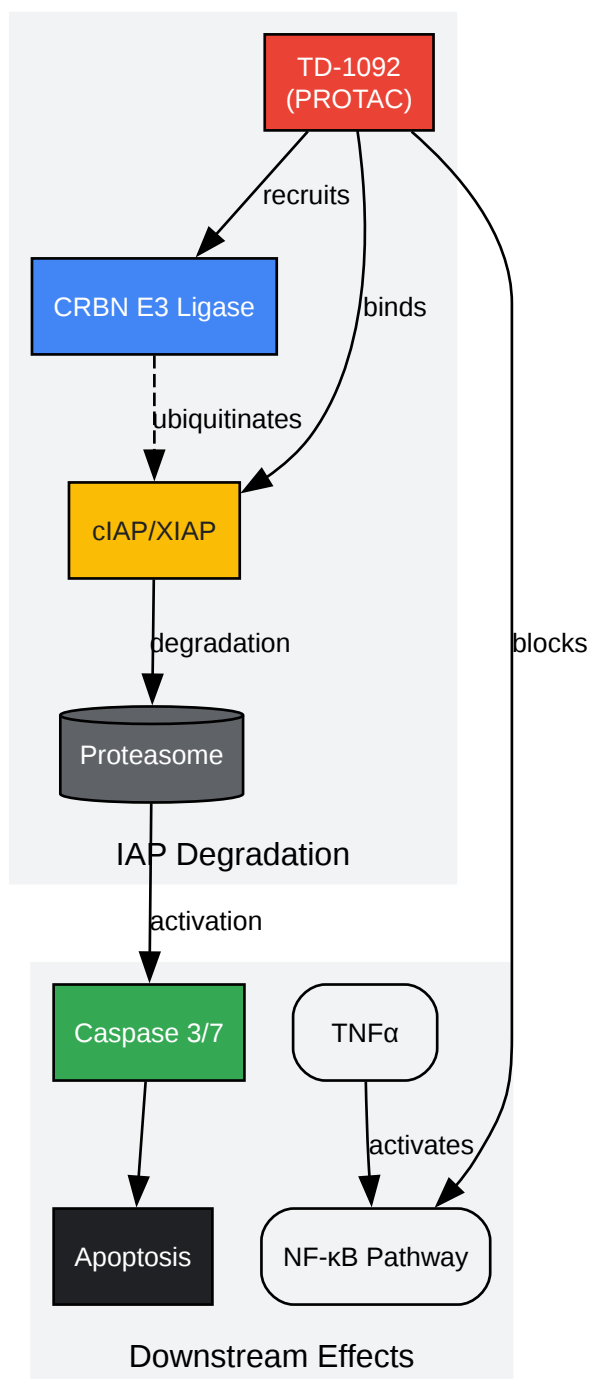 TD-1092
(PROTAC)
recruits
CRBN E3 Ligase
binds
ubiquitinates
cIAP/XIAP
degradation
blocks
Proteasome
IAP Degradation
activation
Caspase 3/7
TNFα
activates
Apoptosis
NF-κB Pathway
Downstream Effects